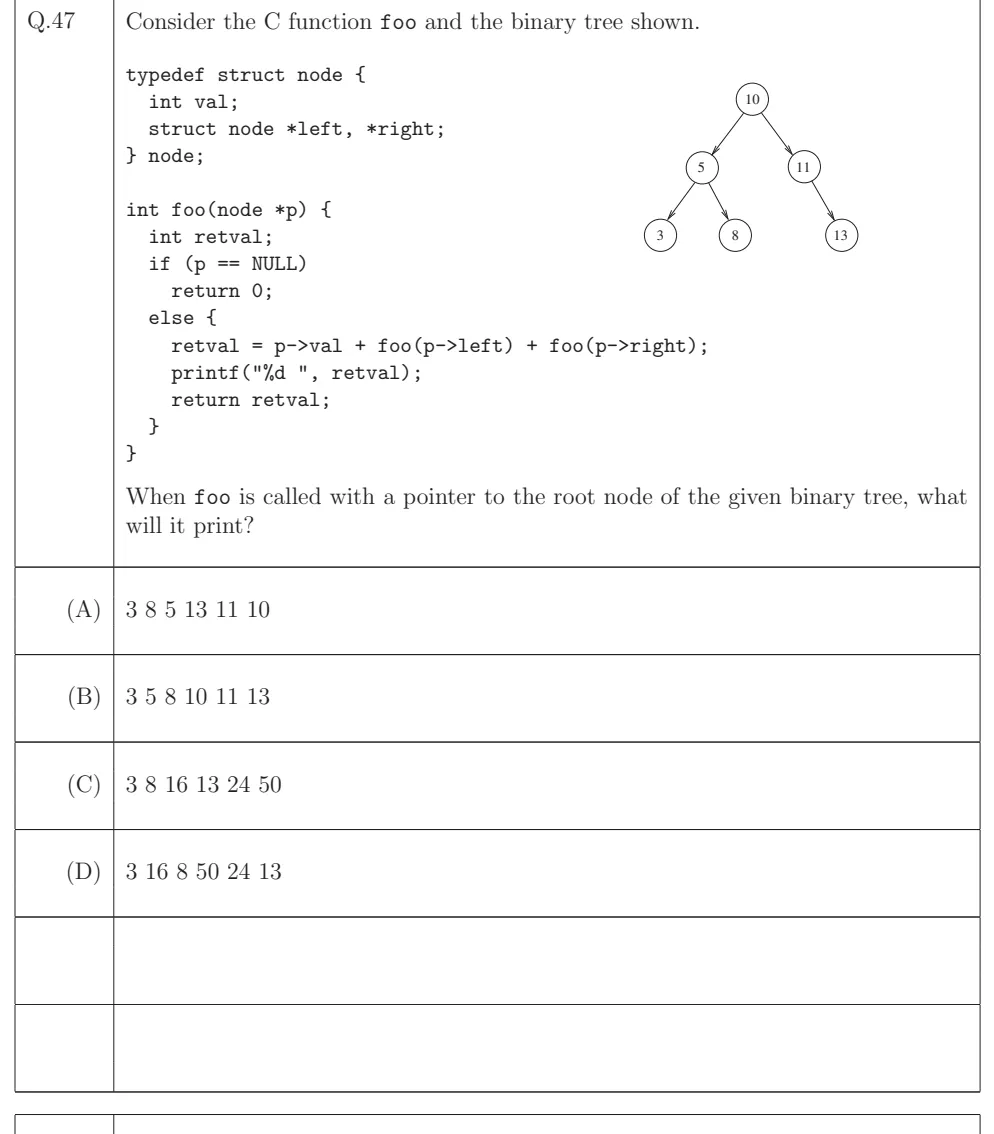 Q.47
Consider the C function foo and the binary tree shown.
typedef struct node {
int val;
struct node *left, *right;
} node;
int foo(node *p) {
int retval;
if (p == NULL)
return 0;
else {
retval = p->val + foo(p->left) + foo(p->right);
printf("%d ", retval);
return retval;
}
}
10
5
11
3
8
13
When foo is called with a pointer to the root node of the given binary tree, what
will it print?
(A) 3 8 5 13 11 10
(B) 3 5 8 10 11 13
(C) 3 8 16 13 24 50
(D) 3 16 8 50 24 13